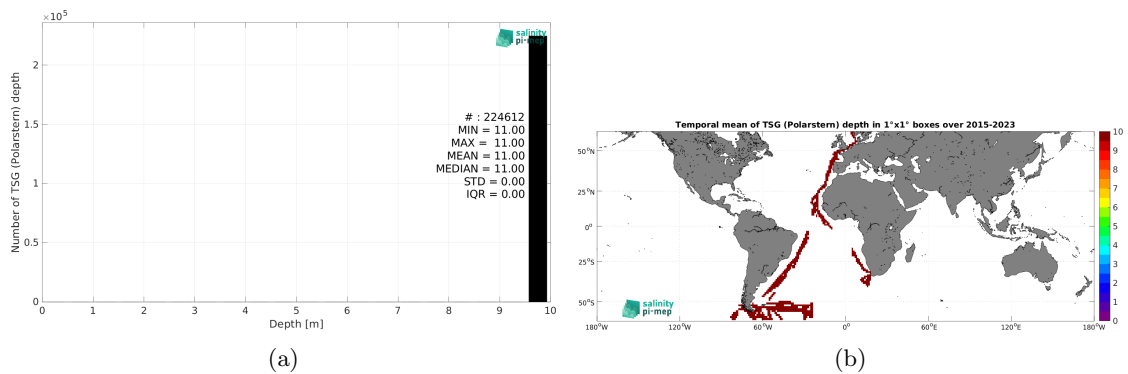 ×10⁵
2
1.5
1
0.5
0
Number of TSG (Polarstern) depth
salinity
pi-mep
# : 224612
MIN = 11.00
MAX = 11.00
MEAN = 11.00
MEDIAN = 11.00
STD = 0.00
IQR = 0.00
0 1 2 3 4 5 6 7 8 9 10
Depth [m]
(a)
Temporal mean of TSG (Polarstern) depth in 1°x1° boxes over 2015-2023
50°N
25°N
0°
25°S
50°S
salinity
pi-mep
180°W 120°W 60°W 0° 60°E 120°E 180°E
10
9
8
7
6
5
4
3
2
1
0
(b)